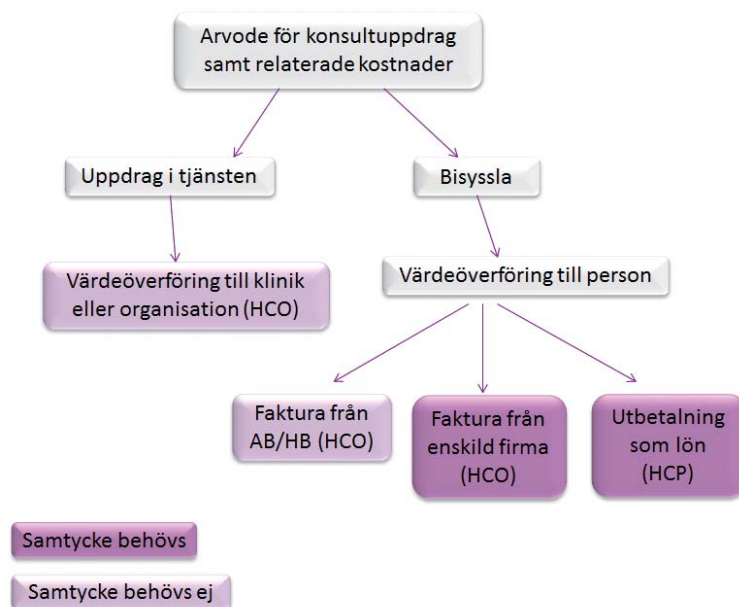 Arvode för konsultuppdrag
samt relaterade kostnader
Uppdrag i tjänsten
Bisyssla
Värdeöverföring till klinik
eller organisation (HCO)
Värdeöverföring till person
Faktura från
AB/HB (HCO)
Faktura från
enskild firma
(HCO)
Utbetalning
som lön
(HCP)
Samtycke behövs
Samtycke behövs ej